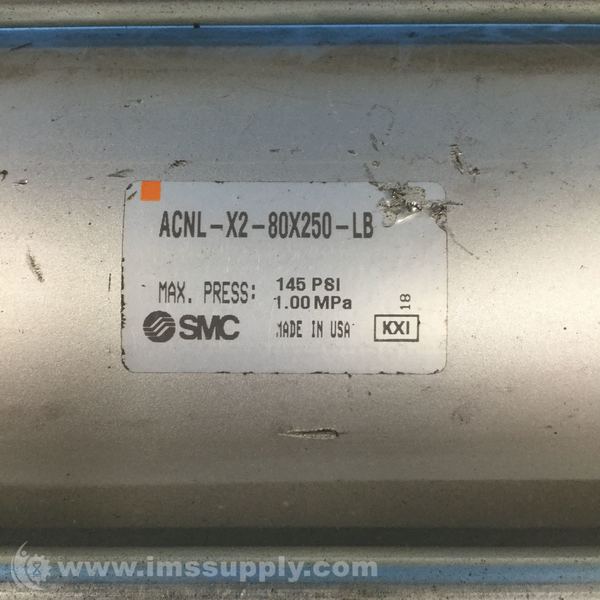 ACNL-X2-80X250-LB
MAX. PRESS: 145 PSI
1.00 MPa
SMC MADE IN USA KXI 18
www.imssupply.com